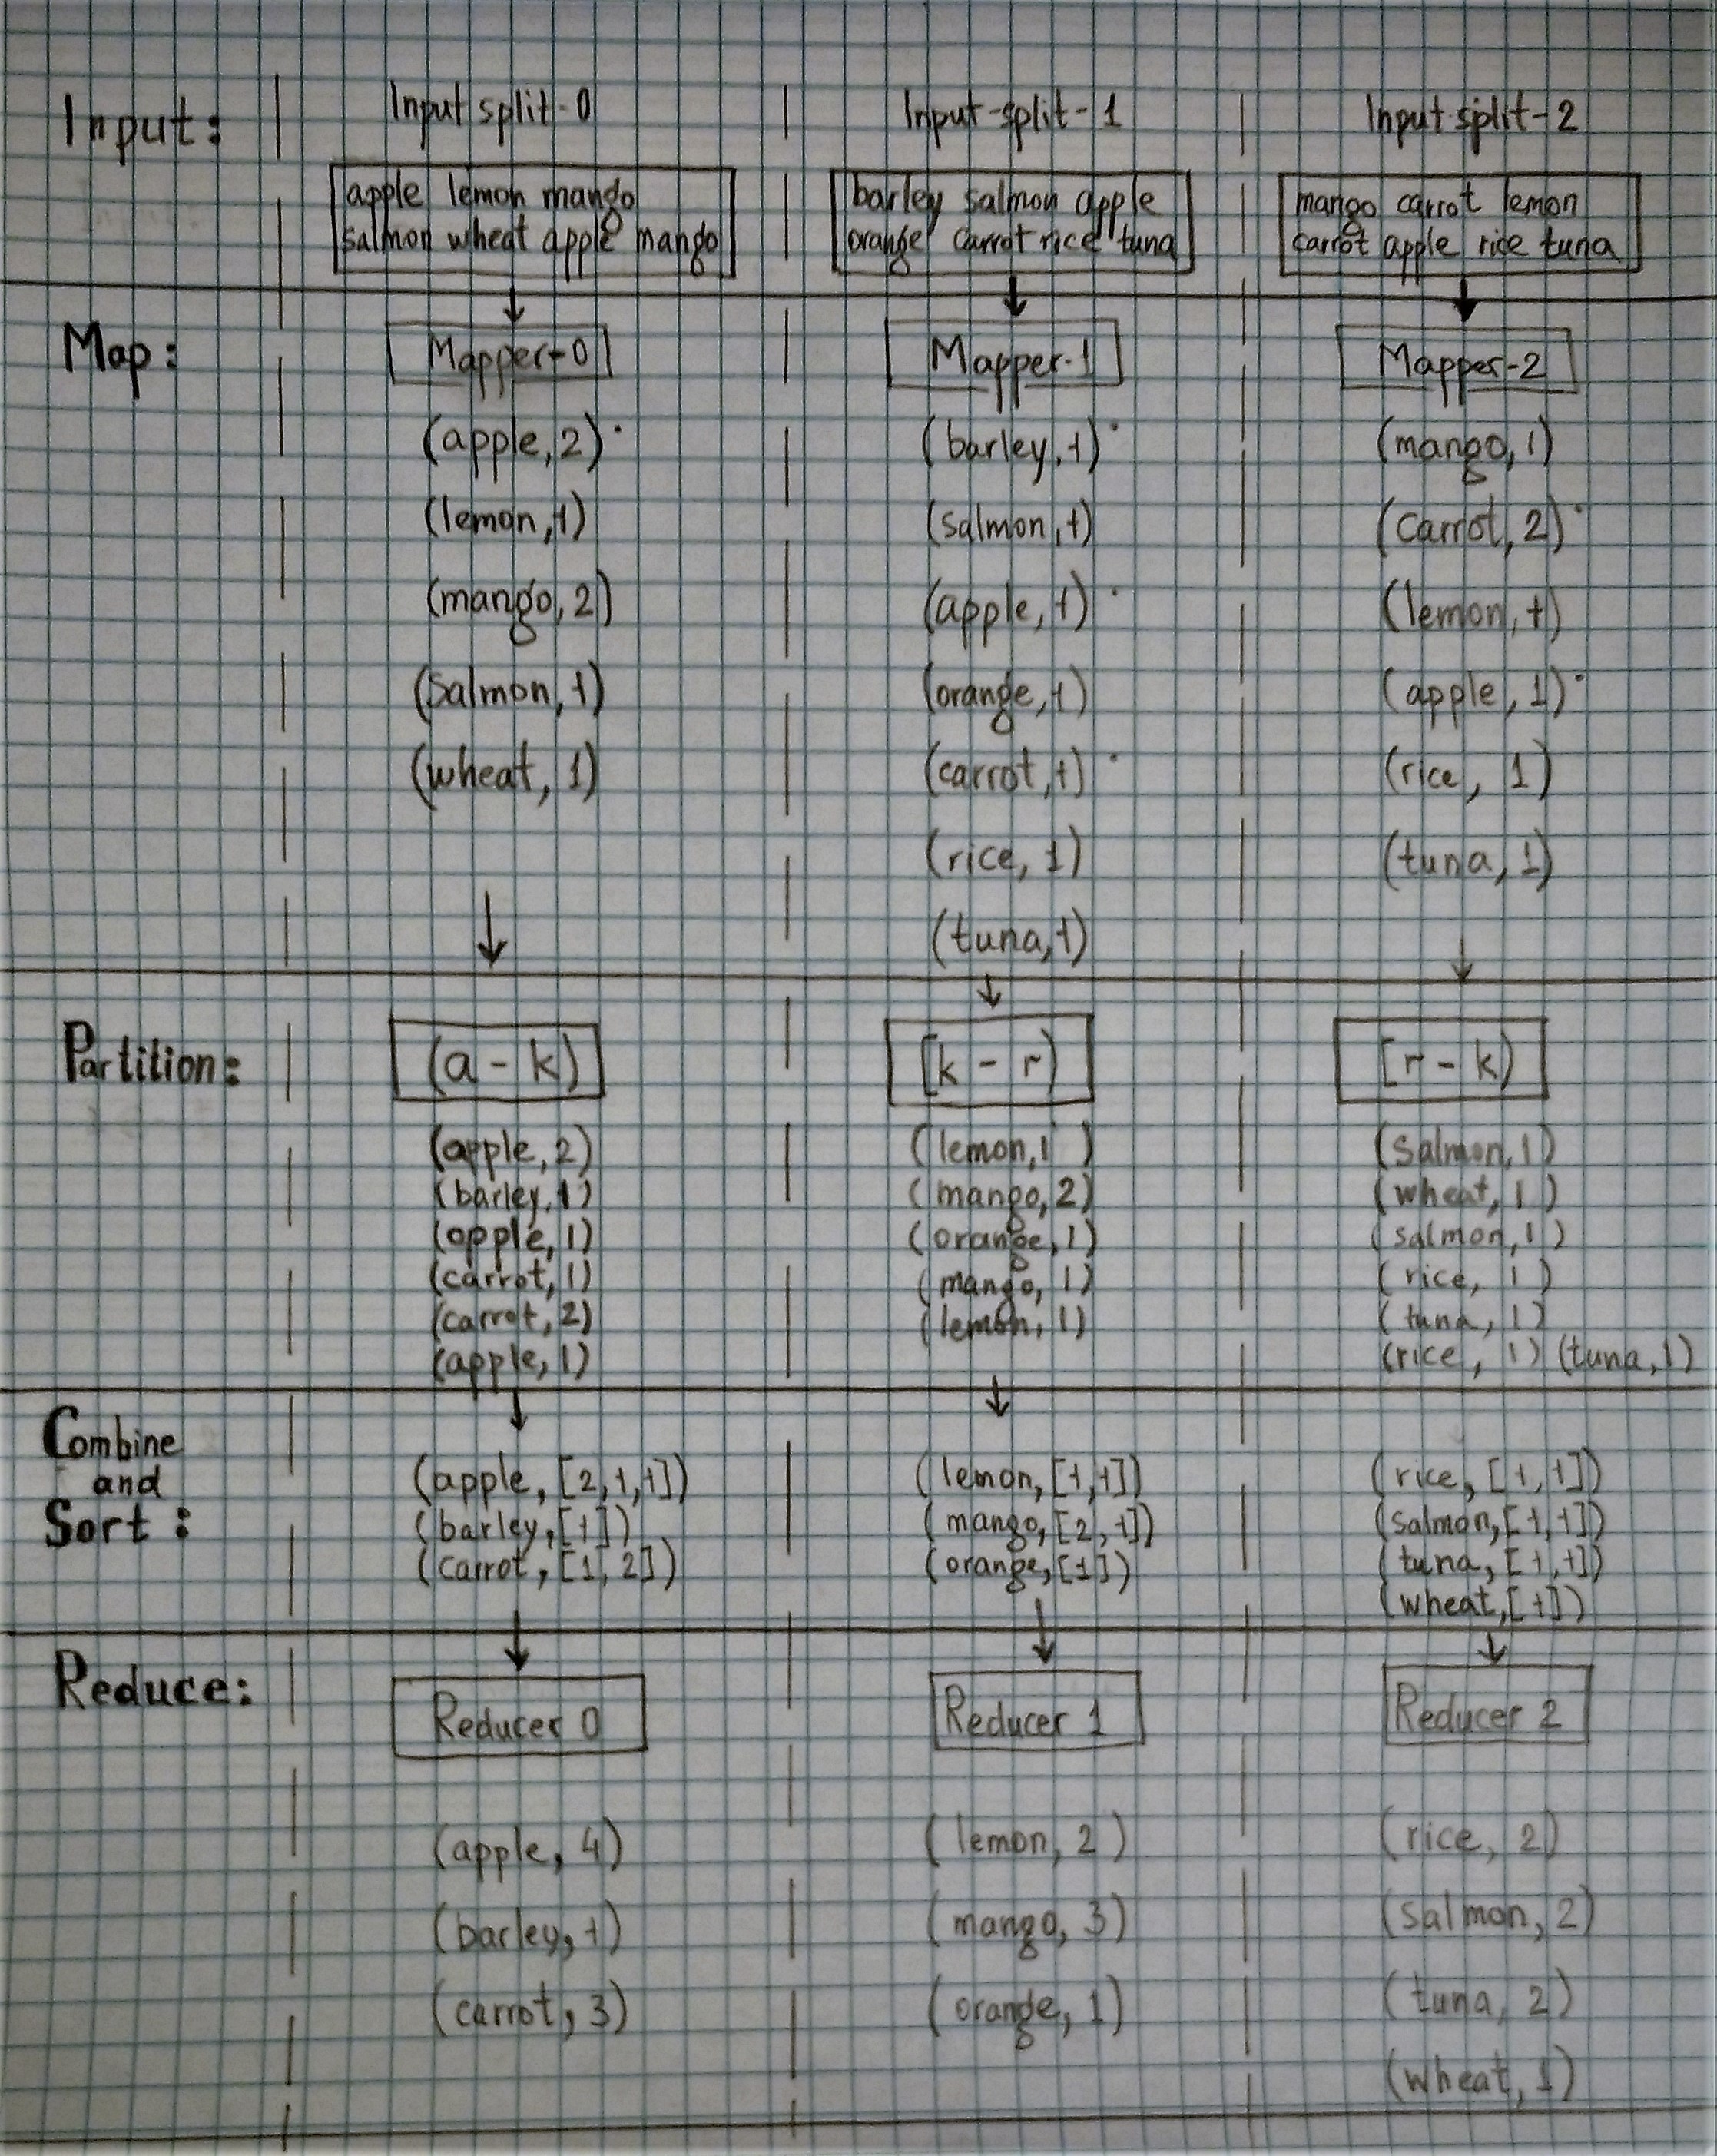 Input:
Input split-0
Input-split-1
Input split-2
apple lemon mango
salmon wheat apple mango
barley salmon apple
orange carrot rice tuna
mango carrot lemon
carrot apple rice tuna
Map:
Mapper-0
Mapper-1
Mapper-2
(apple,2)
(lemon,1)
(mango,2)
(salmon,1)
(wheat, 1)
(barley,1)
(salmon,1)
(apple,1)
(orange,1)
(carrot,1)
(rice, 1)
(tuna,1)
(mango,1)
(carrot,2)
(lemon,1)
(apple,1)
(rice, 1)
(tuna,1)
Partition:
(a - k)
[k - r)
[r - k)
(apple,2)
(barley,1)
(apple,1)
(carrot,1)
(carrot,2)
(apple,1)
(lemon,1 )
(mango,2)
(orange,1)
(mango, 1)
(lemon, 1)
(salmon,1)
(wheat, 1 )
(salmon,1 )
(rice, 1 )
(tuna, 1)
(rice, 1) (tuna,1)
Combine
and
Sort:
(apple, [2,1,1])
(barley,[1])
(carrot,[1,2])
(lemon,[1,1])
(mango,[2,1])
(orange,[1])
(rice,[1,1])
(salmon,[1,1])
(tuna,[1,1])
(wheat,[1])
Reduce:
Reducer 0
Reducer 1
Reducer 2
(apple, 4)
(barley,1)
(carrot,3)
(lemon, 2 )
(mango, 3)
(orange, 1)
(rice, 2)
(salmon,2)
(tuna, 2)
(wheat, 1)